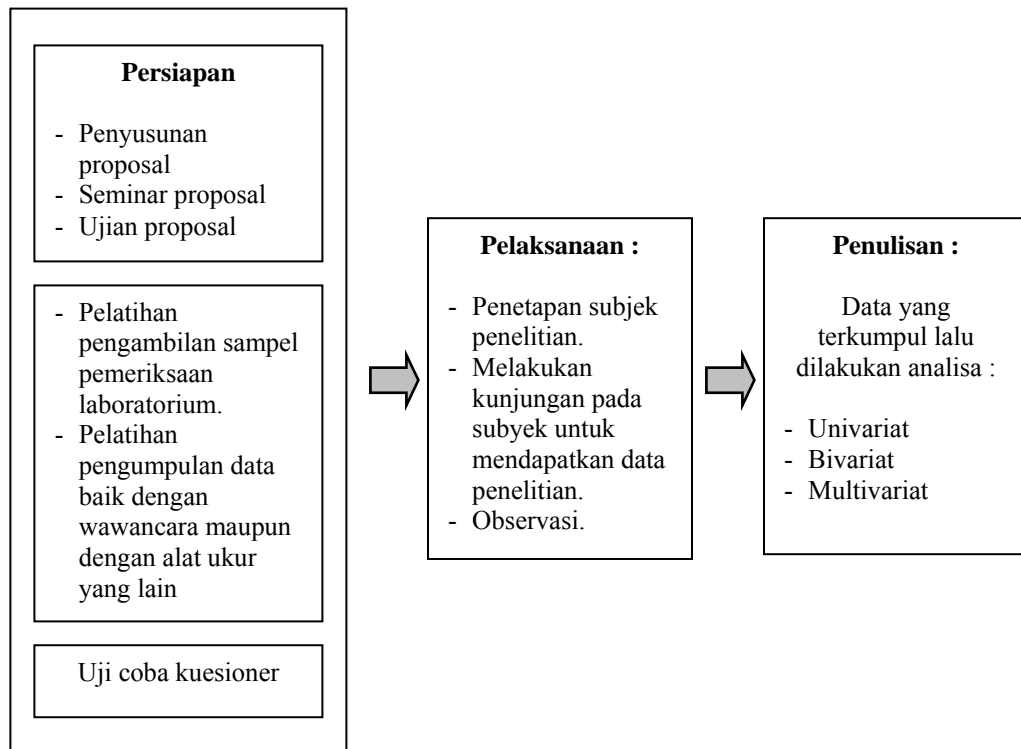 Persiapan
- Penyusunan
proposal
- Seminar proposal
- Ujian proposal
- Pelatihan
pengambilan sampel
pemeriksaan
laboratorium.
- Pelatihan
pengumpulan data
baik dengan
wawancara maupun
dengan alat ukur
yang lain
Uji coba kuesioner
Pelaksanaan :
- Penetapan subjek
penelitian.
- Melakukan
kunjungan pada
subyek untuk
mendapatkan data
penelitian.
- Observasi.
Penulisan :
Data yang
terkumpul lalu
dilakukan analisa :
- Univariat
- Bivariat
- Multivariat